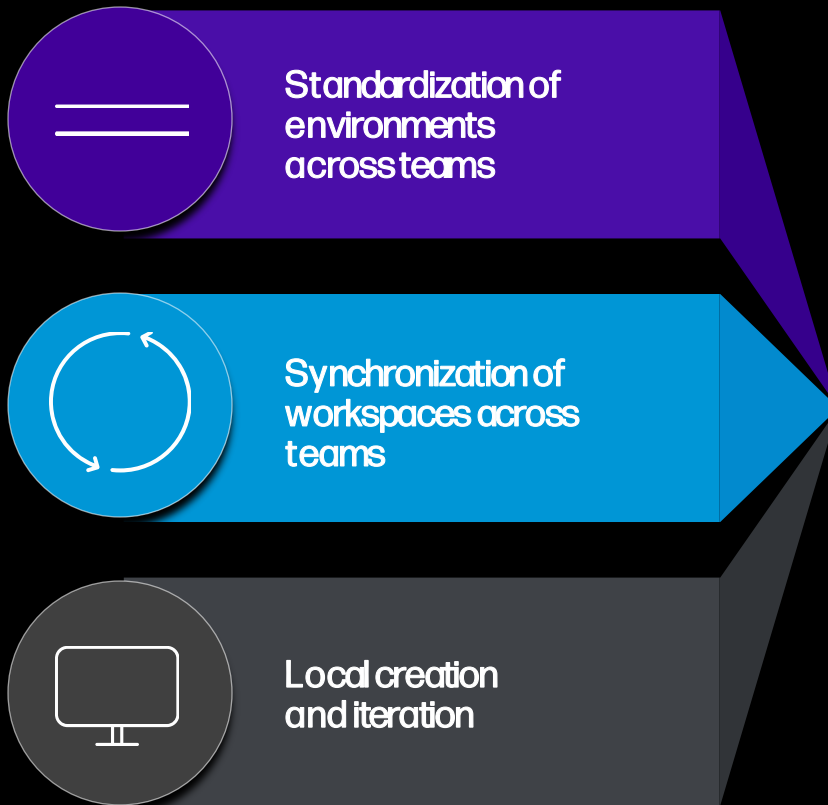 Standardization of
environments
across teams
Synchronization of
workspaces across
teams
Local creation
and iteration